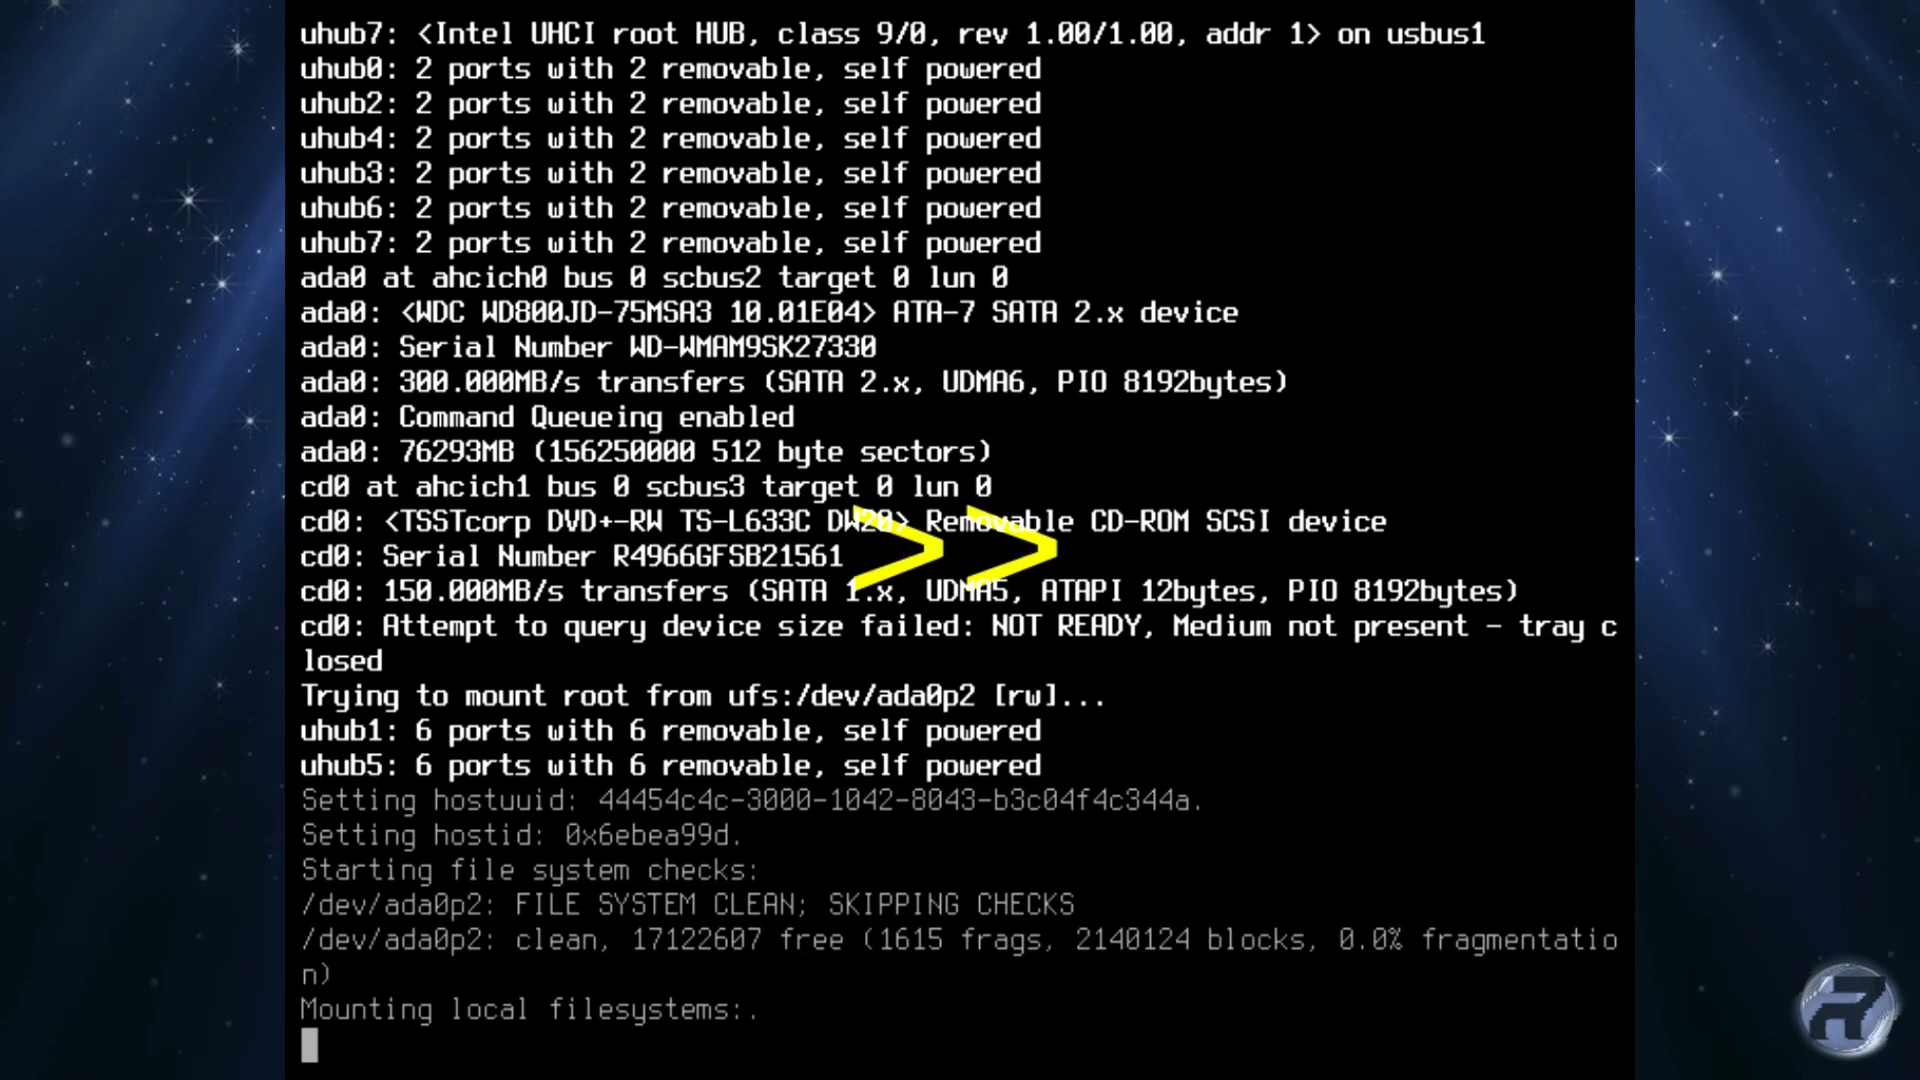 uhub7: <Intel UHCI root HUB, class 9/0, rev 1.00/1.00, addr 1> on usbus1
uhub0: 2 ports with 2 removable, self powered
uhub2: 2 ports with 2 removable, self powered
uhub4: 2 ports with 2 removable, self powered
uhub3: 2 ports with 2 removable, self powered
uhub6: 2 ports with 2 removable, self powered
uhub7: 2 ports with 2 removable, self powered
ada0 at ahcich0 bus 0 scbus2 target 0 lun 0
ada0: <WDC WD800JD-75MSA3 10.01E04> ATA-7 SATA 2.x device
ada0: Serial Number WD-WMAM9SK27330
ada0: 300.000MB/s transfers (SATA 2.x, UDMA6, PIO 8192bytes)
ada0: Command Queueing enabled
ada0: 76293MB (156250000 512 byte sectors)
cd0 at ahcich1 bus 0 scbus3 target 0 lun 0
cd0: <TSSTcorp DVD+-RW TS-L633C DW20> Removable CD-ROM SCSI device
cd0: Serial Number R4966GFSB21561
>>
cd0: 150.000MB/s transfers (SATA 1.x, UDMA5, ATAPI 12bytes, PIO 8192bytes)
cd0: Attempt to query device size failed: NOT READY, Medium not present - tray c
losed
Trying to mount root from ufs:/dev/ada0p2 [rw]...
uhub1: 6 ports with 6 removable, self powered
uhub5: 6 ports with 6 removable, self powered
Setting hostuuid: 44454c4c-3000-1042-8043-b3c04f4c344a.
Setting hostid: 0x6ebea99d.
Starting file system checks:
/dev/ada0p2: FILE SYSTEM CLEAN; SKIPPING CHECKS
/dev/ada0p2: clean, 17122607 free (1615 frags, 2140124 blocks, 0.0% fragmentatio
n)
Mounting local filesystems:.